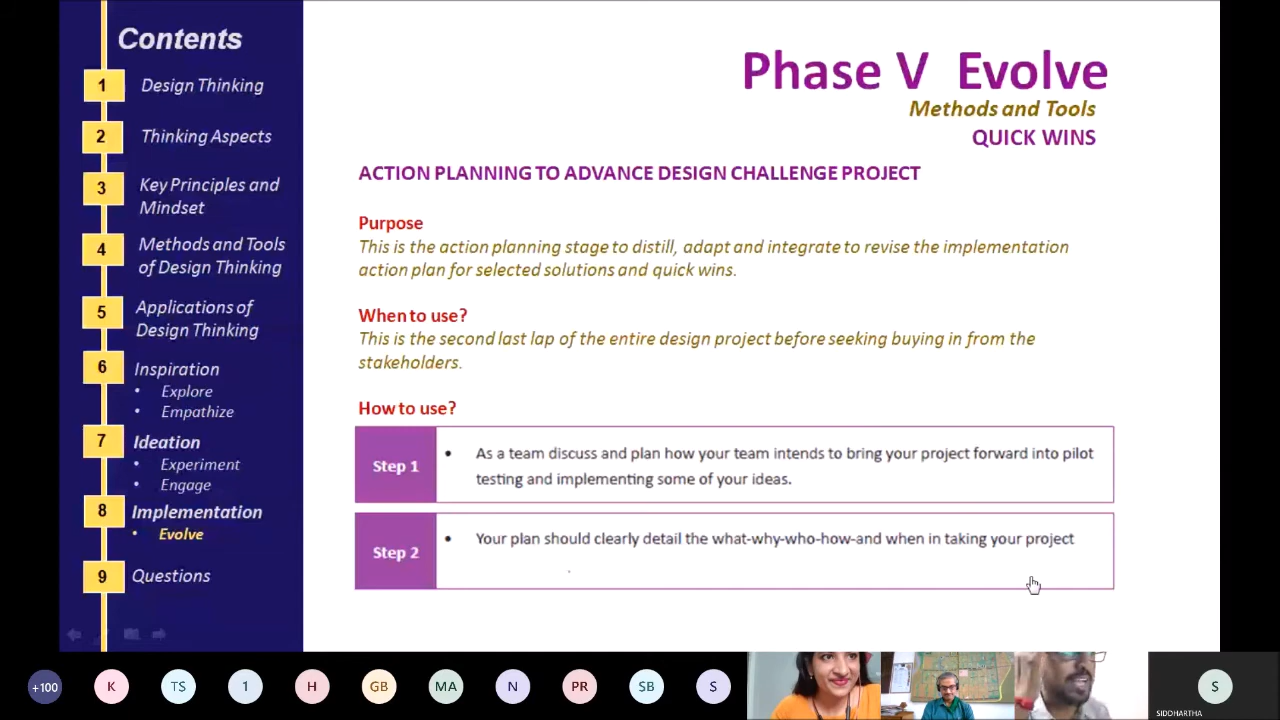 Contents
1 Design Thinking
2 Thinking Aspects
3 Key Principles and
Mindset
4 Methods and Tools
of Design Thinking
5 Applications of
Design Thinking
6 Inspiration
• Explore
• Empathize
7 Ideation
• Experiment
• Engage
8 Implementation
• Evolve
9 Questions
Phase V Evolve
Methods and Tools
QUICK WINS
ACTION PLANNING TO ADVANCE DESIGN CHALLENGE PROJECT
Purpose
This is the action planning stage to distill, adapt and integrate to revise the implementation
action plan for selected solutions and quick wins.
When to use?
This is the second last lap of the entire design project before seeking buying in from the
stakeholders.
How to use?
Step 1
• As a team discuss and plan how your team intends to bring your project forward into pilot
testing and implementing some of your ideas.
Step 2
• Your plan should clearly detail the what-why-who-how-and when in taking your project
+100 K TS 1 H GB MA N PR SB S S
SIDDHARTHA